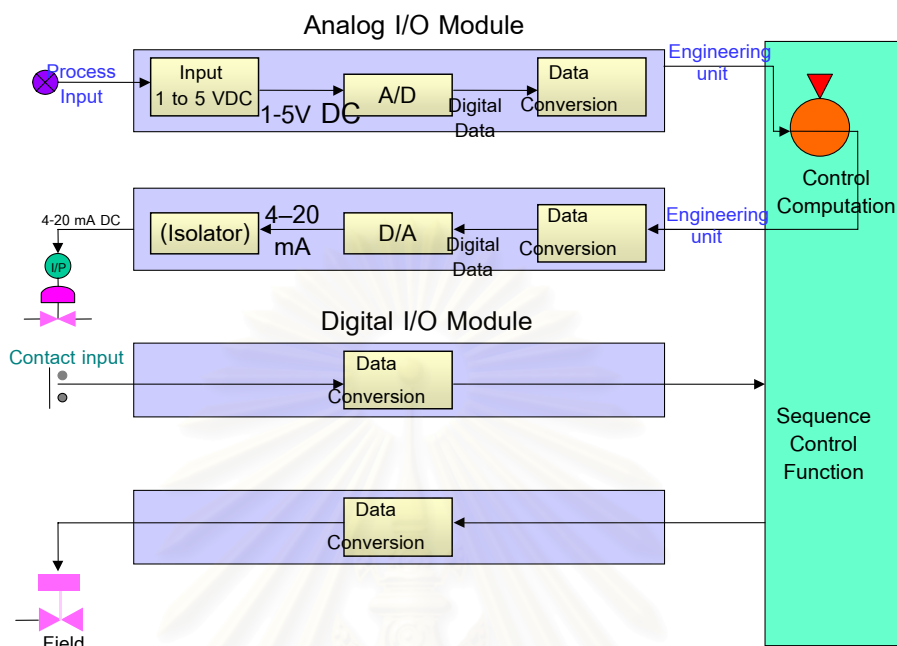 Analog I/O Module
Process
Input
Input
1 to 5 VDC
1-5V DC
A/D
Digital
Data
Data
Conversion
Engineering
unit
Control
Computation
4-20 mA DC
I/P
(Isolator)
4–20
mA
D/A
Digital
Data
Data
Conversion
Engineering
unit
Digital I/O Module
Contact input
Data
Conversion
Sequence
Control
Function
Data
Conversion
Field